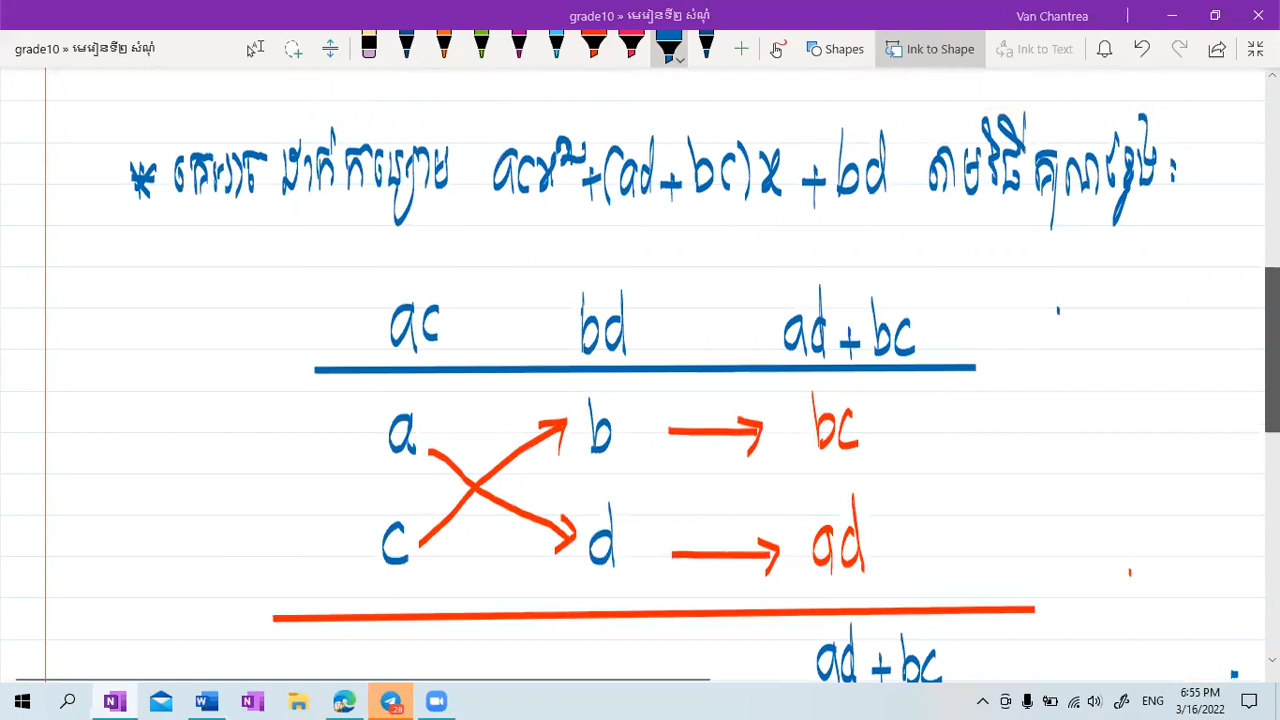 grade10 » មេរៀនទី២ សំណុំ
Van Chantrea
grade10 » មេរៀនទី២ សំណុំ
Shapes
Ink to Shape
Ink to Text
* គេអាច ដាក់កន្សោម acx²+(ad+bc)x+bd តាមវិធីគុណខ្វែង:
ac bd ad+bc
a b bc
c d ad
ad+bc
28
ENG
6:55 PM
3/16/2022